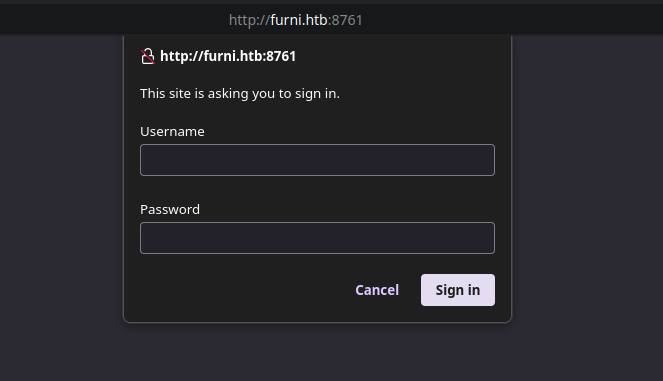 http://furni.htb:8761
http://furni.htb:8761
This site is asking you to sign in.
Username
Password
Cancel Sign in